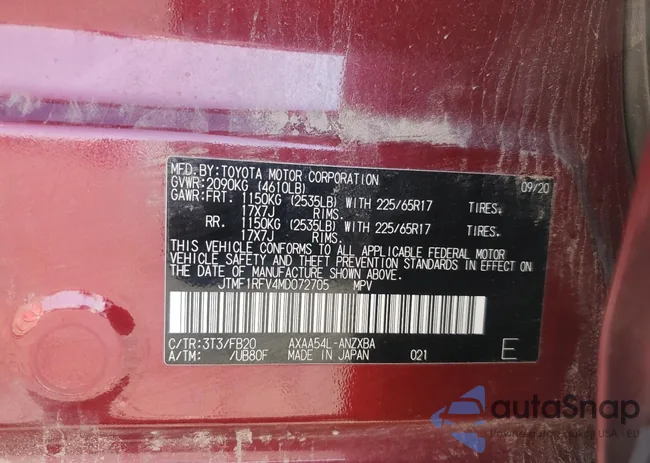 MFD.BY:TOYOTA MOTOR CORPORATION 09/20
GVWR:2090KG (4610LB)
GAWR:FRT. 1150KG (2535LB) WITH 225/65R17 TIRES.
17X7J RIMS.
RR. 1150KG (2535LB) WITH 225/65R17 TIRES.
17X7J RIMS.
THIS VEHICLE CONFORMS TO ALL APPLICABLE FEDERAL MOTOR
VEHICLE SAFETY AND THEFT PREVENTION STANDARDS IN EFFECT ON
THE DATE OF MANUFACTURE SHOWN ABOVE.
JTMF1RFV4MD072705 MPV
C/TR:3T3/FB20 AXAA54L-ANZXBA
A/TM: /UB80F MADE IN JAPAN 021 E
autoSnap
USA - EU